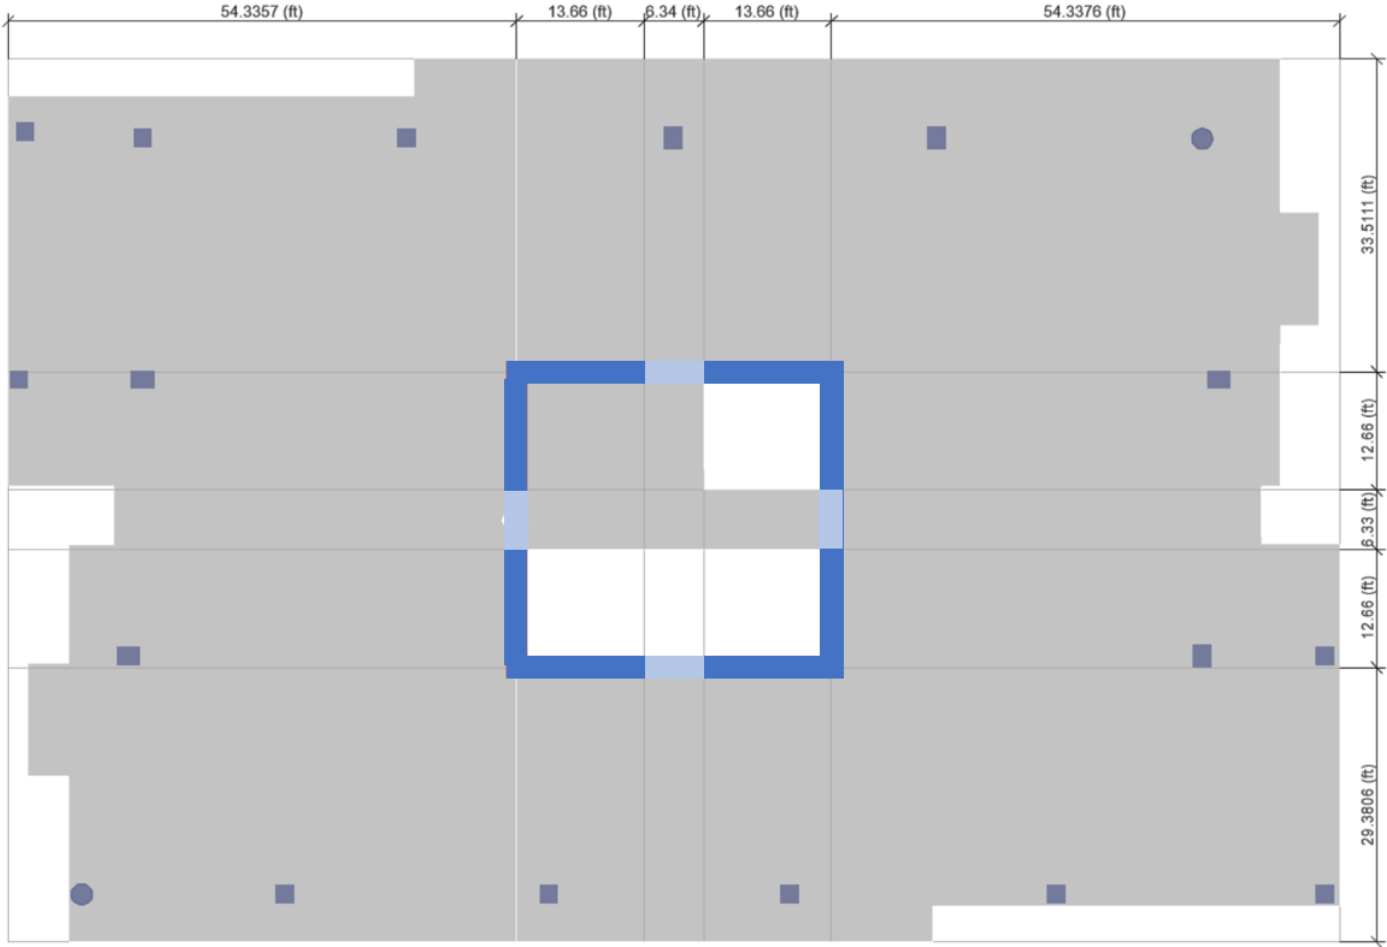 54.3357 (ft) 13.66 (ft) 6.34 (ft) 13.66 (ft) 54.3376 (ft)
33.5111 (ft)
12.66 (ft)
6.33 (ft)
12.66 (ft)
29.3806 (ft)